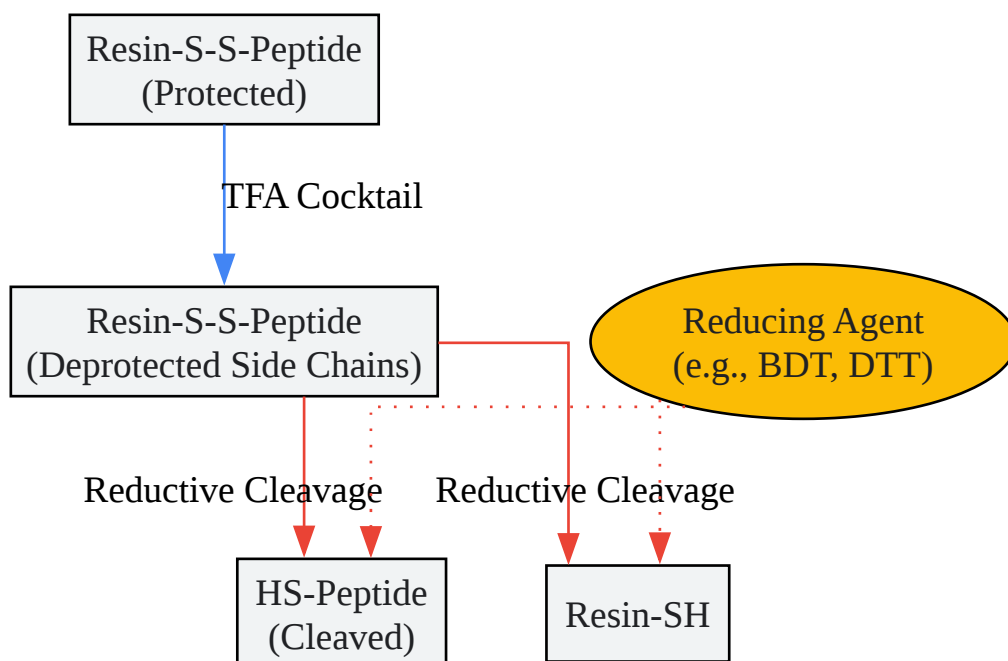 Resin-S-S-Peptide
(Protected)
TFA Cocktail
Resin-S-S-Peptide
(Deprotected Side Chains)
Reducing Agent
(e.g., BDT, DTT)
Reductive Cleavage
Reductive Cleavage
HS-Peptide
(Cleaved)
Resin-SH